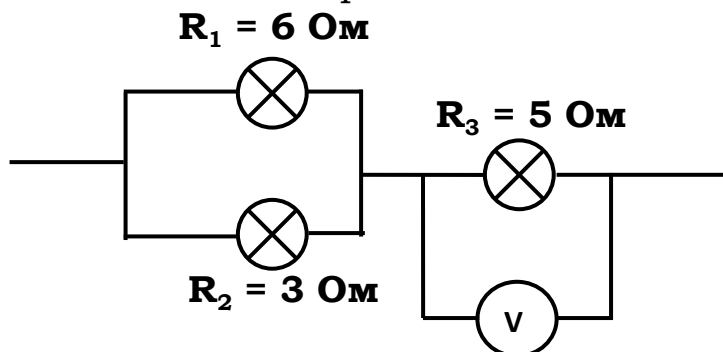 R₁ = 6 Ом
R₃ = 5 Ом
R₂ = 3 Ом
V